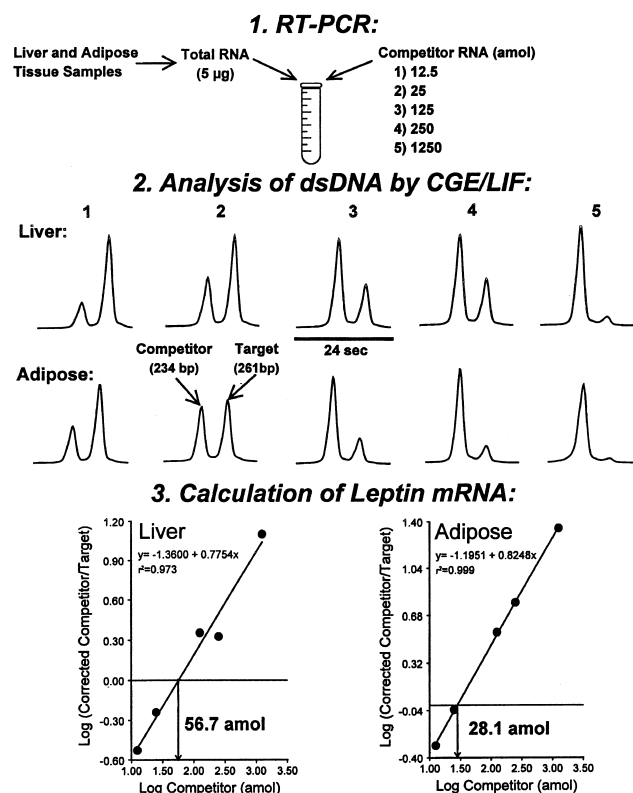 1. RT-PCR:
Liver and Adipose
Tissue Samples
Total RNA
(5 µg)
Competitor RNA (amol)
1) 12.5
2) 25
3) 125
4) 250
5) 1250
2. Analysis of dsDNA by CGE/LIF:
1 2 3 4 5
Liver:
24 sec
Competitor
(234 bp)
Target
(261bp)
Adipose:
3. Calculation of Leptin mRNA:
Log (Corrected Competitor/Target)
1.20
0.90
0.60
0.30
0.00
-0.30
-0.60
Liver
y= -1.3600 + 0.7754x
r²=0.973
56.7 amol
1.00 1.50 2.00 2.50 3.00 3.50
Log Competitor (amol)
Log (Corrected Competitor/Target)
1.40
1.04
0.68
0.32
-0.04
-0.40
Adipose
y= -1.1951 + 0.8248x
r²=0.999
28.1 amol
1.00 1.50 2.00 2.50 3.00 3.50
Log Competitor (amol)